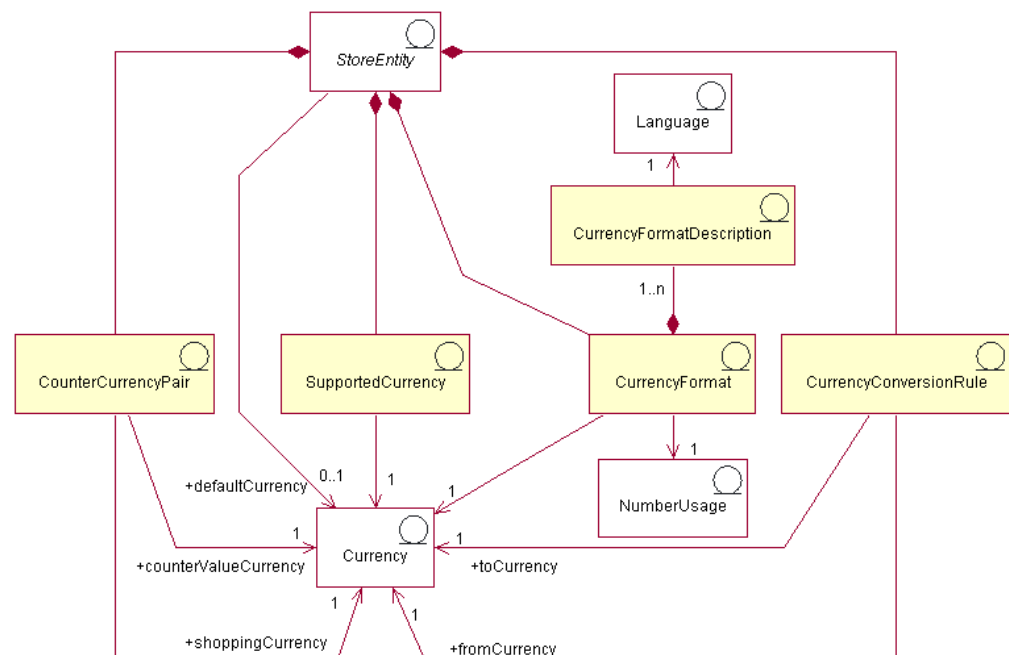 StoreEntity
Language
1
CurrencyFormatDescription
1..n
CounterCurrencyPair
SupportedCurrency
CurrencyFormat
CurrencyConversionRule
+defaultCurrency
0..1
1
1
1
NumberUsage
1
+counterValueCurrency
Currency
1
+toCurrency
1
1
+shoppingCurrency
+fromCurrency